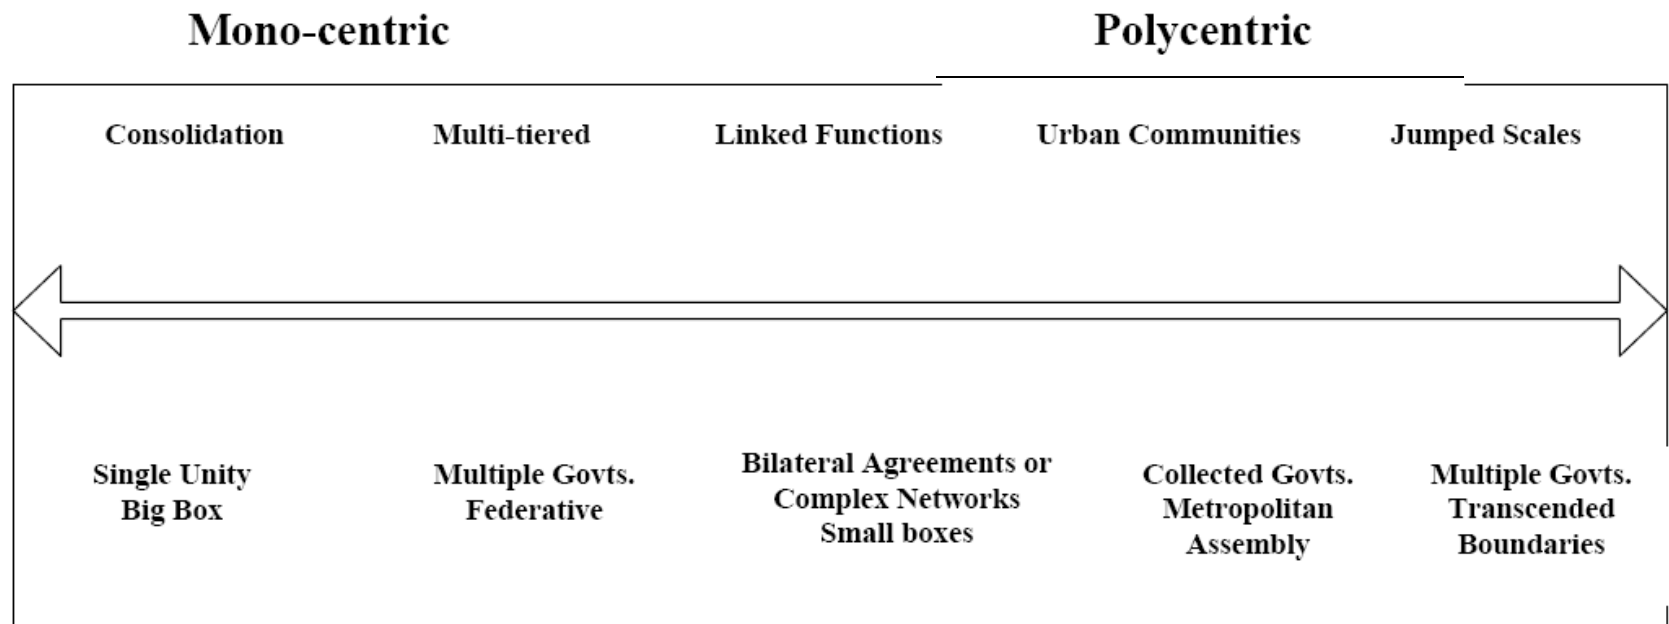 Mono-centric
Polycentric
Consolidation
Multi-tiered
Linked Functions
Urban Communities
Jumped Scales
Single Unity
Big Box
Multiple Govts.
Federative
Bilateral Agreements or
Complex Networks
Small boxes
Collected Govts.
Metropolitan
Assembly
Multiple Govts.
Transcended
Boundaries